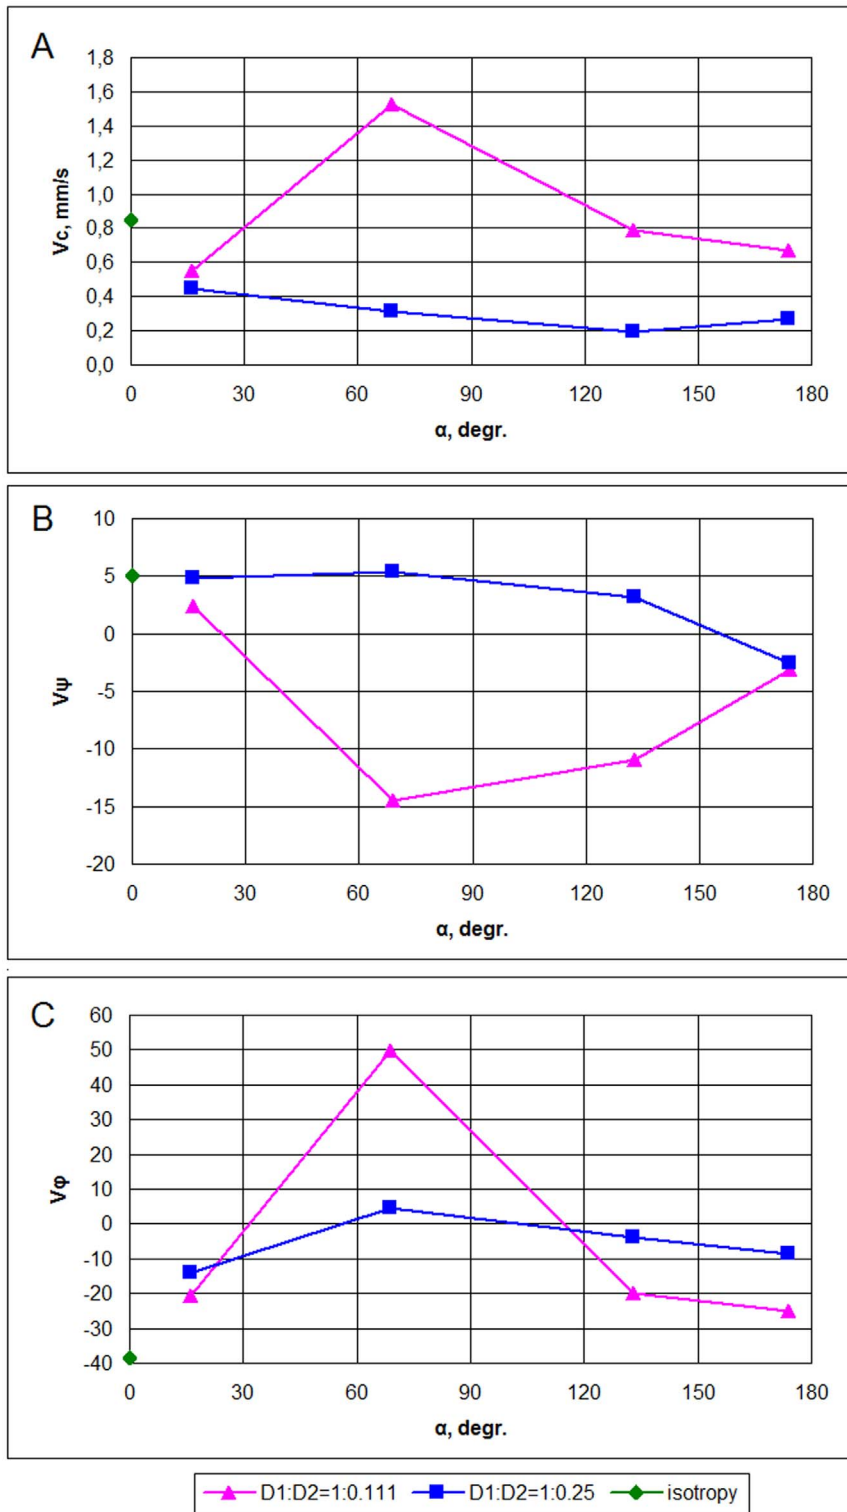 A
1,8
1,6
1,4
1,2
1,0
0,8
0,6
0,4
0,2
0,0
Vc, mm/s
0 30 60 90 120 150 180
α, degr.
B
10
5
0
-5
-10
-15
-20
Vψ
0 30 60 90 120 150 180
α, degr.
C
60
50
40
30
20
10
0
-10
-20
-30
-40
Vφ
0 30 60 90 120 150 180
α, degr.
D1:D2=1:0.111 D1:D2=1:0.25 isotropy